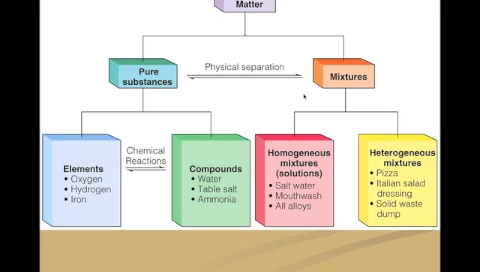 Matter
Physical separation
Pure
substances
Mixtures
Chemical
Reactions
Elements
• Oxygen
• Hydrogen
• Iron
Compounds
• Water
• Table salt
• Ammonia
Homogeneous
mixtures
(solutions)
• Salt water
• Mouthwash
• All alloys
Heterogeneous
mixtures
• Pizza
• Italian salad
dressing
• Solid waste
dump